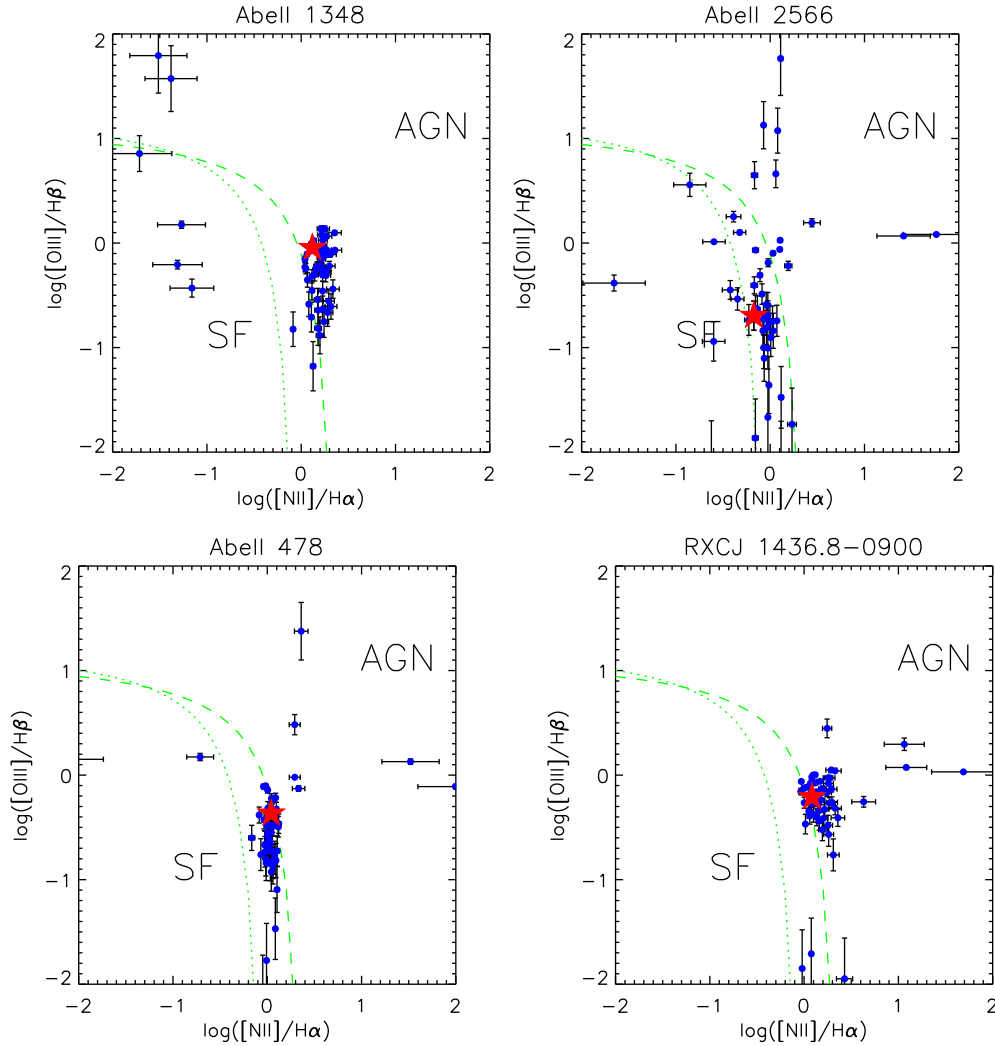 Abell 1348
2
1
0
−1
−2
−2
−1
0
1
2
log([OIII]/Hβ)
log([NII]/Hα)
AGN
SF
Abell 2566
2
1
0
−1
−2
−2
−1
0
1
2
log([OIII]/Hβ)
log([NII]/Hα)
AGN
SF
Abell 478
2
1
0
−1
−2
−2
−1
0
1
2
log([OIII]/Hβ)
log([NII]/Hα)
AGN
SF
RXCJ 1436.8−0900
2
1
0
−1
−2
−2
−1
0
1
2
log([OIII]/Hβ)
log([NII]/Hα)
AGN
SF